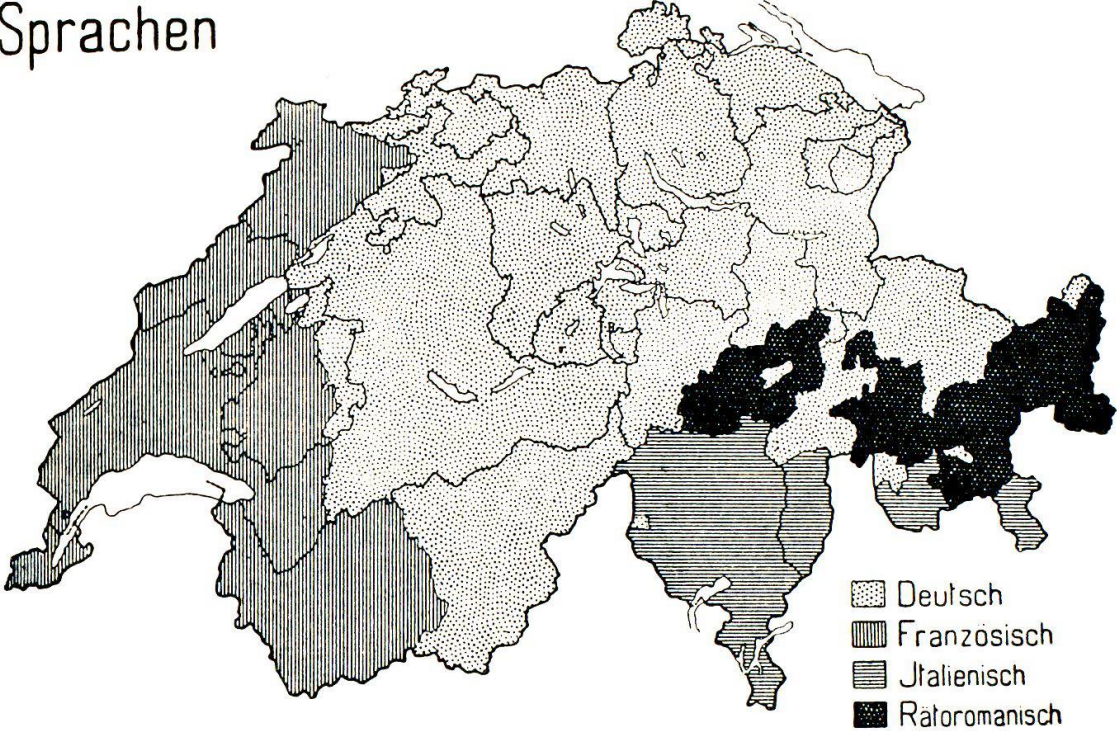 Sprachen
Deutsch
Französisch
Jtalienisch
Rätoromanisch